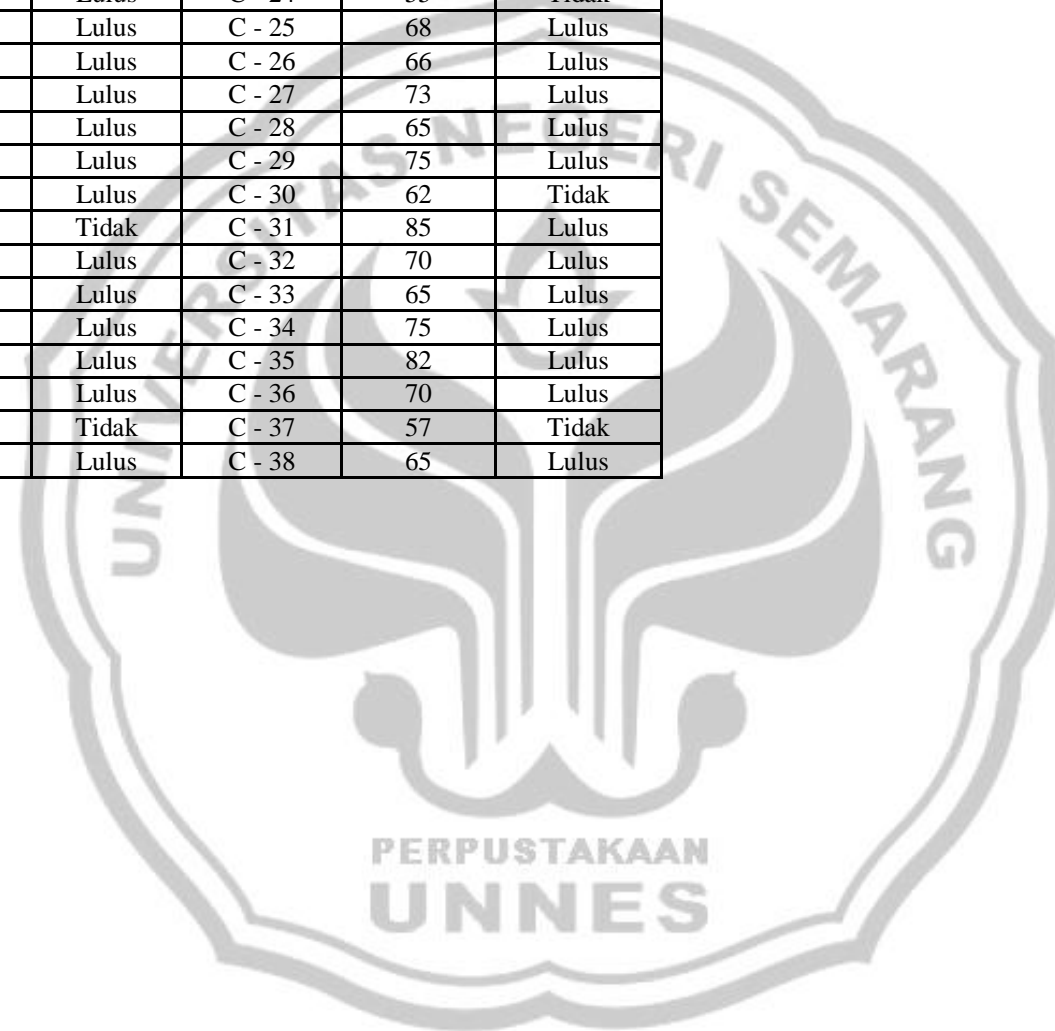 Lulus C - 25 68 Lulus
Lulus C - 26 66 Lulus
Lulus C - 27 73 Lulus
Lulus C - 28 65 Lulus
Lulus C - 29 75 Lulus
Lulus C - 30 62 Tidak
Tidak C - 31 85 Lulus
Lulus C - 32 70 Lulus
Lulus C - 33 65 Lulus
Lulus C - 34 75 Lulus
Lulus C - 35 82 Lulus
Lulus C - 36 70 Lulus
Tidak C - 37 57 Tidak
Lulus C - 38 65 Lulus
UNIVERSITAS NEGERI SEMARANG
PERPUSTAKAAN
UNNES